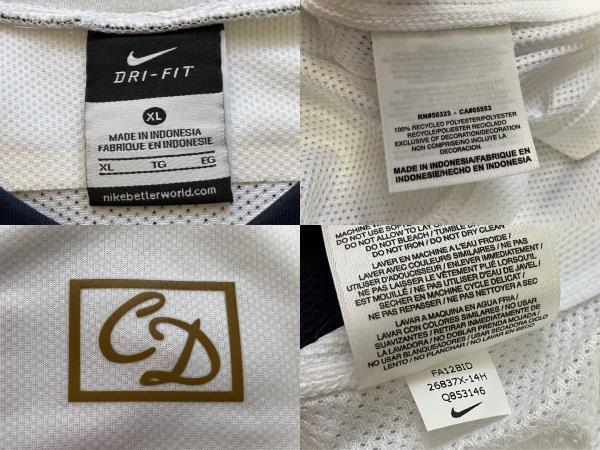 DRI-FIT
XL
MADE IN INDONESIA
FABRIQUE EN INDONESIE
XL TG EG
nikebetterworld.com
RN#56323 - CA#05553
100% RECYCLED POLYESTER/POLYESTER
RECYCLE/POLIESTER RECICLADO
EXCLUSIVE OF DECORATION/DECORATION
NON COMPRISE/NO INCLUYE LA
DECORACION
MADE IN INDONESIA/FABRIQUE EN
INDONESIE/HECHO EN INDONESIA
CD
DO NOT USE SOF
DO NOT ALLOW TO LAY
DO NOT BLEACH / TUMBLE D
IRON / DO NOT DRY CLEAN
LAVER EN MACHINE A L'EAU FROIDE /
LAVER AVEC COULEURS SIMILAIRES / NE PAS
UTILISER D'ADOUCISSEUR / ENLEVER IMMEDIATEMENT /
NE PAS LAISSER LE VÊTEMENT PLIÉ LORSQU'IL
EST MOUILLÉ / NE PAS UTILISER D'EAU DE JAVEL /
SECHER EN MACHINE CYCLE DELICAT /
NE PAS REPASSER / NE PAS NETTOYER A SEC
LAVAR A MAQUINA EN AGUA FRIA /
LAVAR CON COLORES SIMILARES / NO USAR
SUAVIZANTES / RETIRAR INMEDIATAMENTE DE
LA LAVADORA / NO DOBLAR PRENDA MOJADA /
NO USAR BLANQUEADORES / USAR SECADORA CICLO
LENTO / NO PLANCHAR / NO LAVAR EN SECO
FA12BID
26837X-14H
Q853146